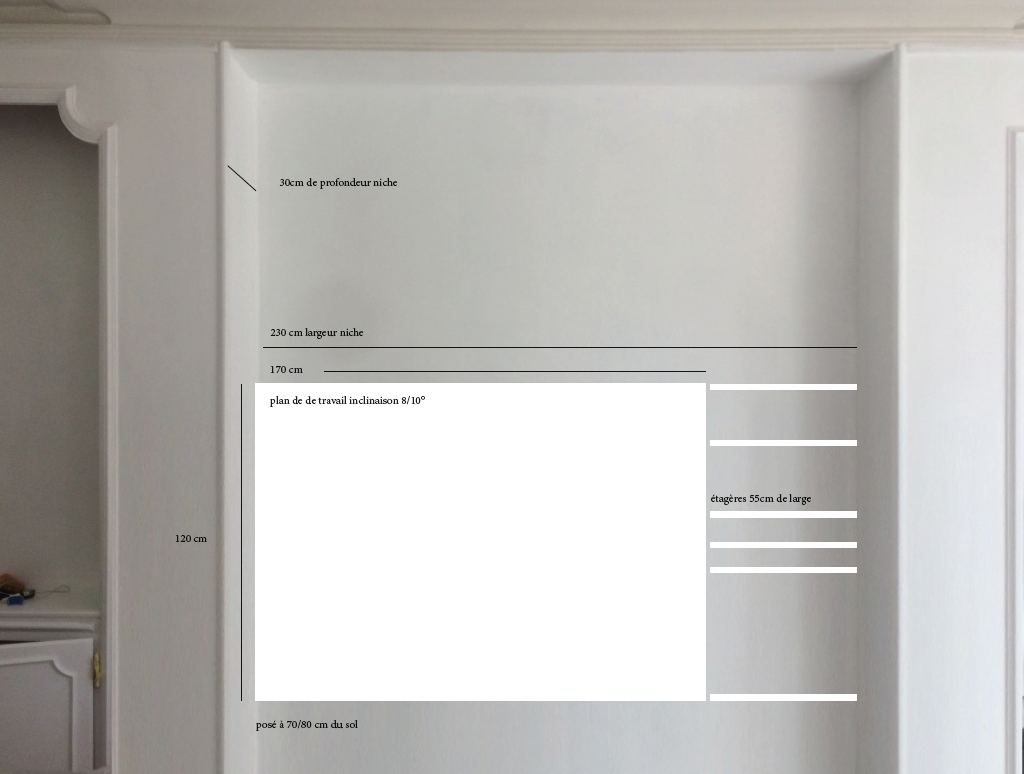 30cm de profondeur niche
230 cm largeur niche
170 cm
plan de de travail inclinaison 8/10°
étagères 55cm de large
120 cm
posé à 70/80 cm du sol